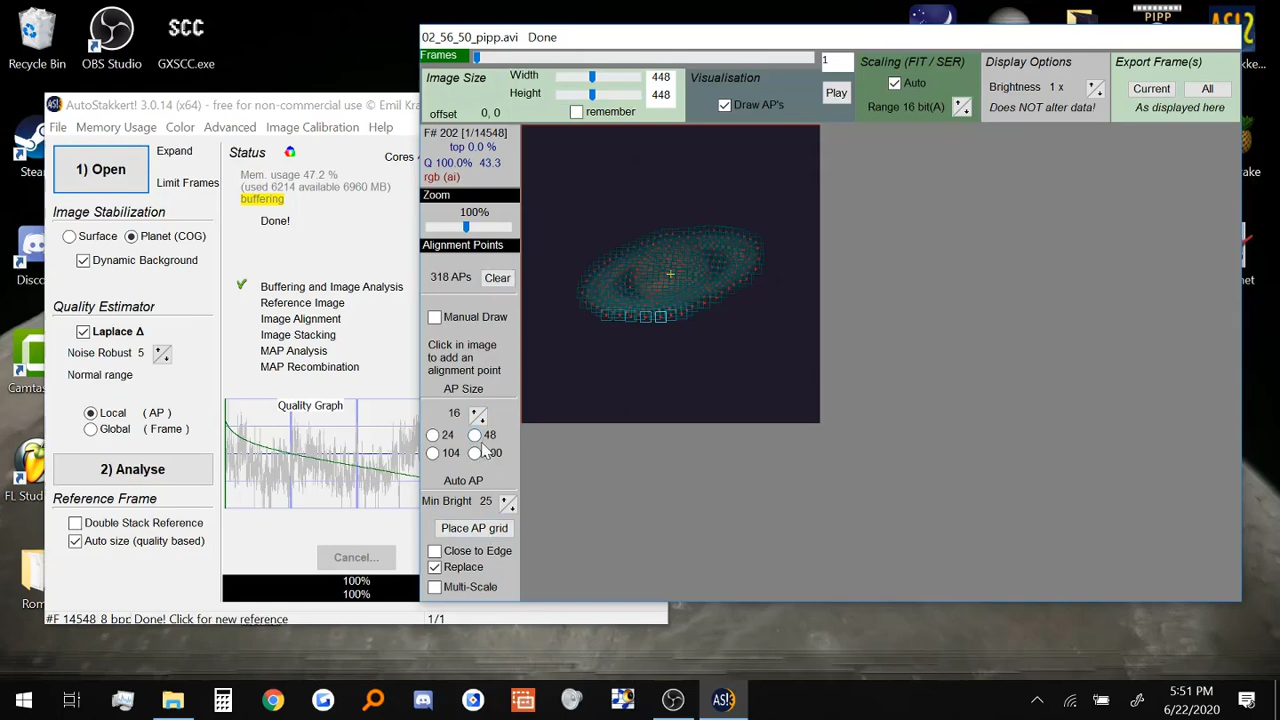 Recycle Bin
OBS Studio
SCC
GXSCC.exe
PIPP
02_56_50_pipp.avi Done
Frames
1
Image Size
Width 448
Height 448
offset 0, 0
remember
Visualisation
Draw AP's
Play
Scaling (FIT / SER)
Auto
Range 16 bit(A)
Display Options
Brightness 1 x
Does NOT alter data!
Export Frame(s)
Current All
As displayed here
AS!
AutoStakkert! 3.0.14 (x64) - free for non-commercial use © Emil
File Memory Usage Color Advanced Image Calibration Help
1) Open
Expand
Limit Frames
Image Stabilization
Surface Planet (COG)
Dynamic Background
Quality Estimator
Laplace Δ
Noise Robust 5
Normal range
Local (AP)
Global (Frame)
2) Analyse
Reference Frame
Double Stack Reference
Auto size (quality based)
Status
Cores
Mem. usage 47.2 %
(used 6214 available 6960 MB)
buffering
Done!
Buffering and Image Analysis
Reference Image
Image Alignment
Image Stacking
MAP Analysis
MAP Recombination
Quality Graph
Cancel...
100%
100%
#F 14548 8 bpc Done! Click for new reference
1/1
F# 202 [1/14548]
top 0.0 %
Q 100.0% 43.3
rgb (ai)
Zoom
100%
Alignment Points
318 APs Clear
Manual Draw
Click in image
to add an
alignment point
AP Size
16
24 48
104
Auto AP
Min Bright 25
Place AP grid
Close to Edge
Replace
Multi-Scale
Steam
FL Studio
AS!
5:51 PM
6/22/2020